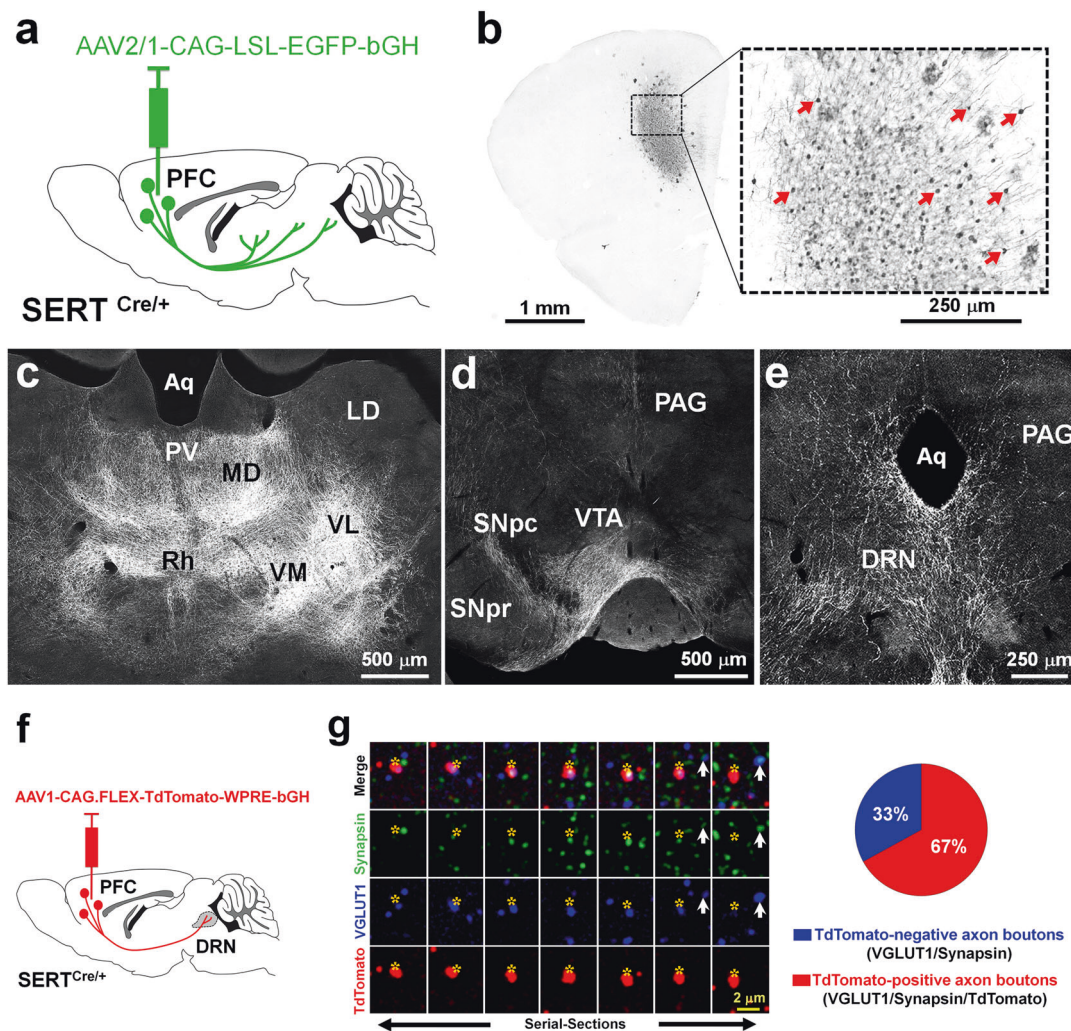 a
AAV2/1-CAG-LSL-EGFP-bGH
PFC
SERT Cre/+
b
1 mm
250 μm
c
Aq
LD
PV
MD
VL
Rh
VM
500 μm
d
PAG
SNpc
VTA
SNpr
500 μm
e
PAG
Aq
DRN
250 μm
f
AAV1-CAG.FLEX-TdTomato-WPRE-bGH
PFC
DRN
SERTCre/+
g
Merge
Synapsin
VGLUT1
TdTomato
2 μm
Serial-Sections
33%
67%
TdTomato-negative axon boutons
(VGLUT1/Synapsin)
TdTomato-positive axon boutons
(VGLUT1/Synapsin/TdTomato)